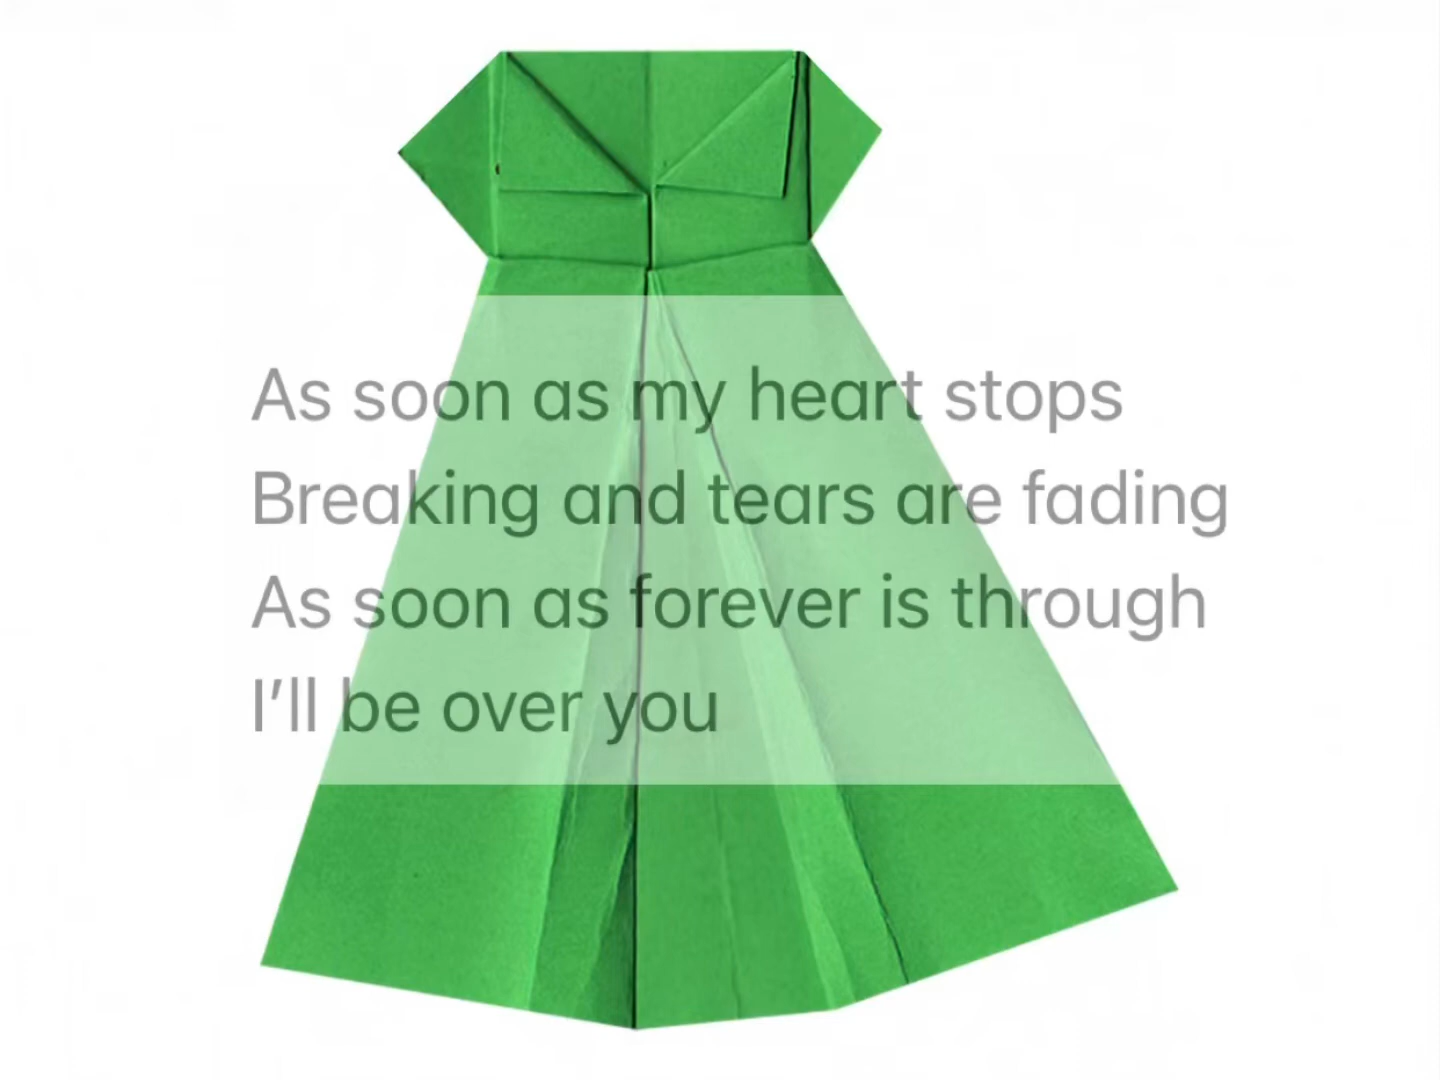 As soon as my heart stops
Breaking and tears are fading
As soon as forever is through
I’ll be over you